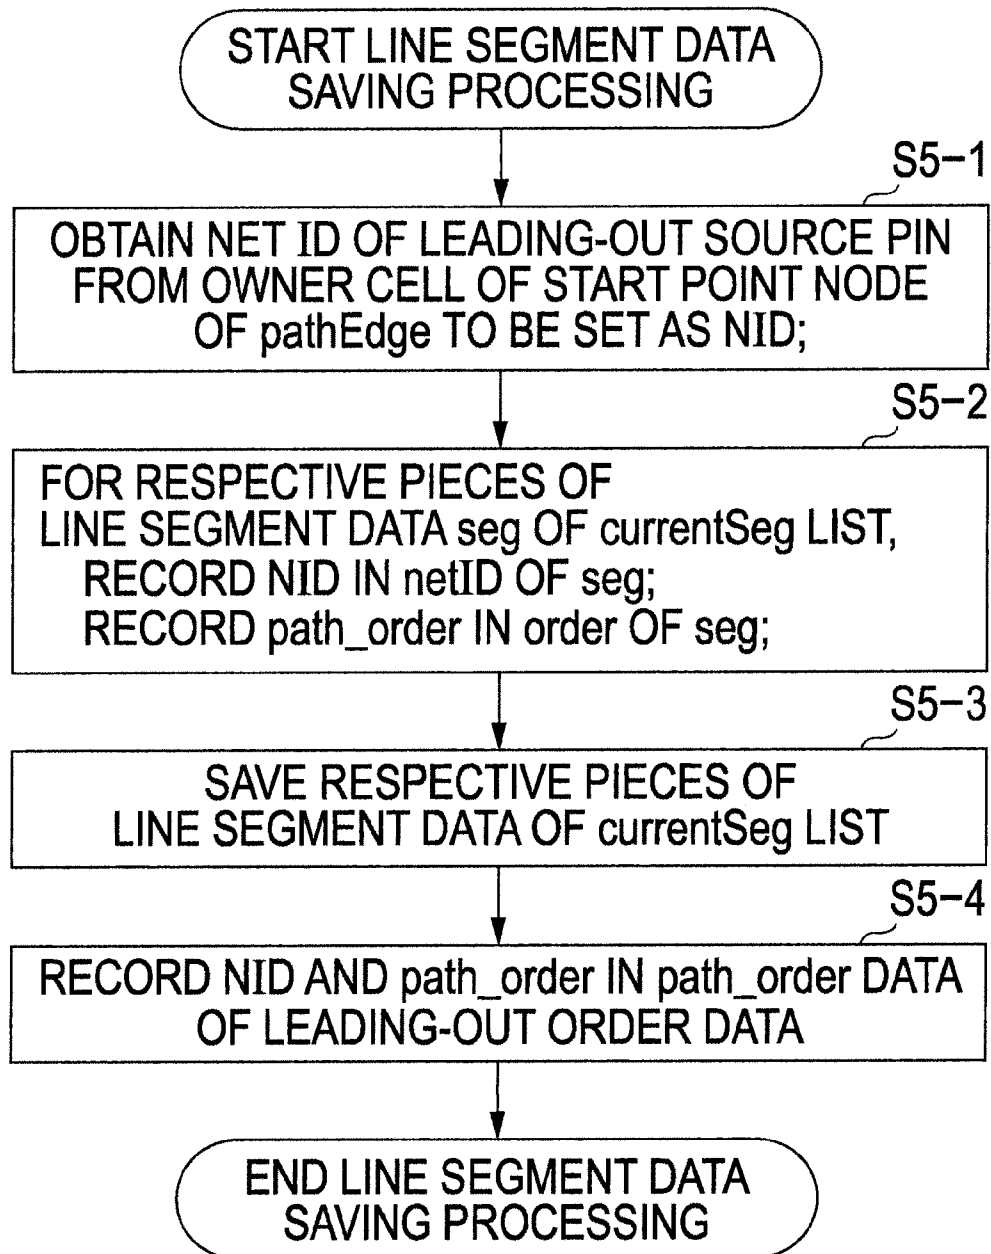 START LINE SEGMENT DATA
SAVING PROCESSING
S5-1
OBTAIN NET ID OF LEADING-OUT SOURCE PIN
FROM OWNER CELL OF START POINT NODE
OF pathEdge TO BE SET AS NID;
S5-2
FOR RESPECTIVE PIECES OF
LINE SEGMENT DATA seg OF currentSeg LIST,
RECORD NID IN netID OF seg;
RECORD path_order IN order OF seg;
S5-3
SAVE RESPECTIVE PIECES OF
LINE SEGMENT DATA OF currentSeg LIST
S5-4
RECORD NID AND path_order IN path_order DATA
OF LEADING-OUT ORDER DATA
END LINE SEGMENT DATA
SAVING PROCESSING